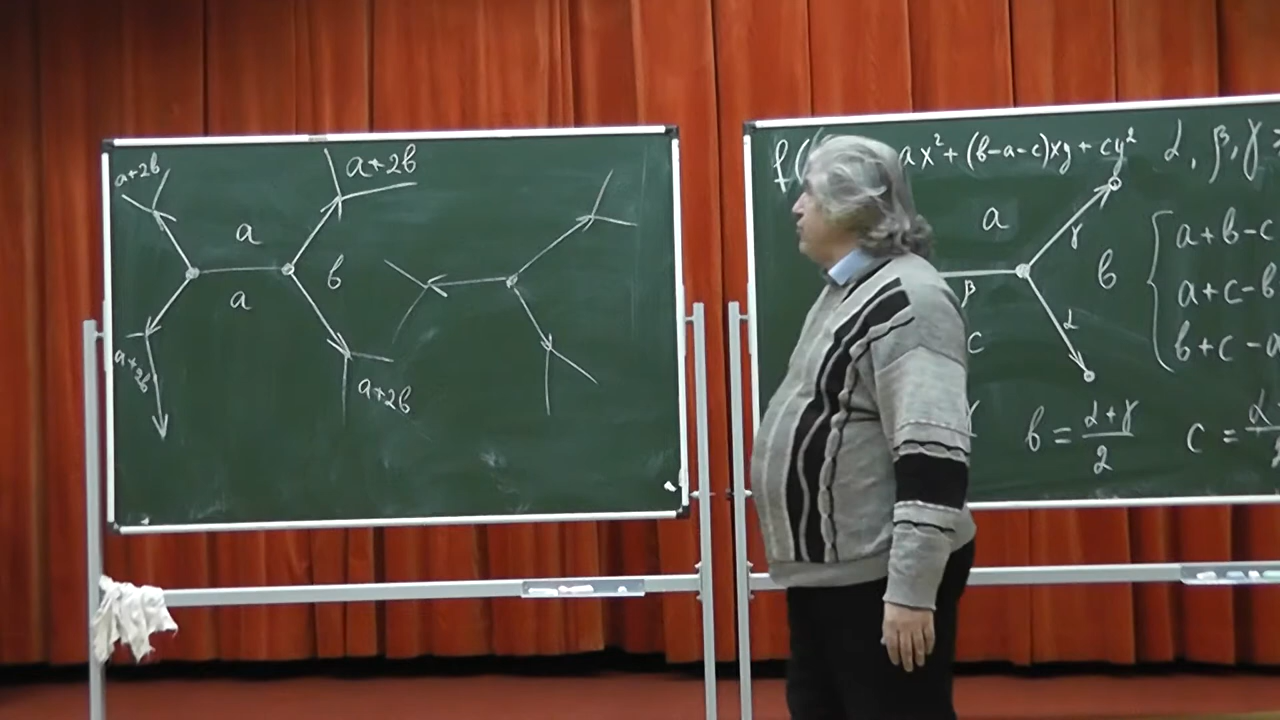 a+2b
a+2b
a
a
b
a+2b
a+2b
f( ax²+(b-a-c)xy+cy² α, β, γ
a
γ
b
β
α
c
a+b-c
a+c-b
b+c-a
γ
b = (α+γ)/2
c = α+